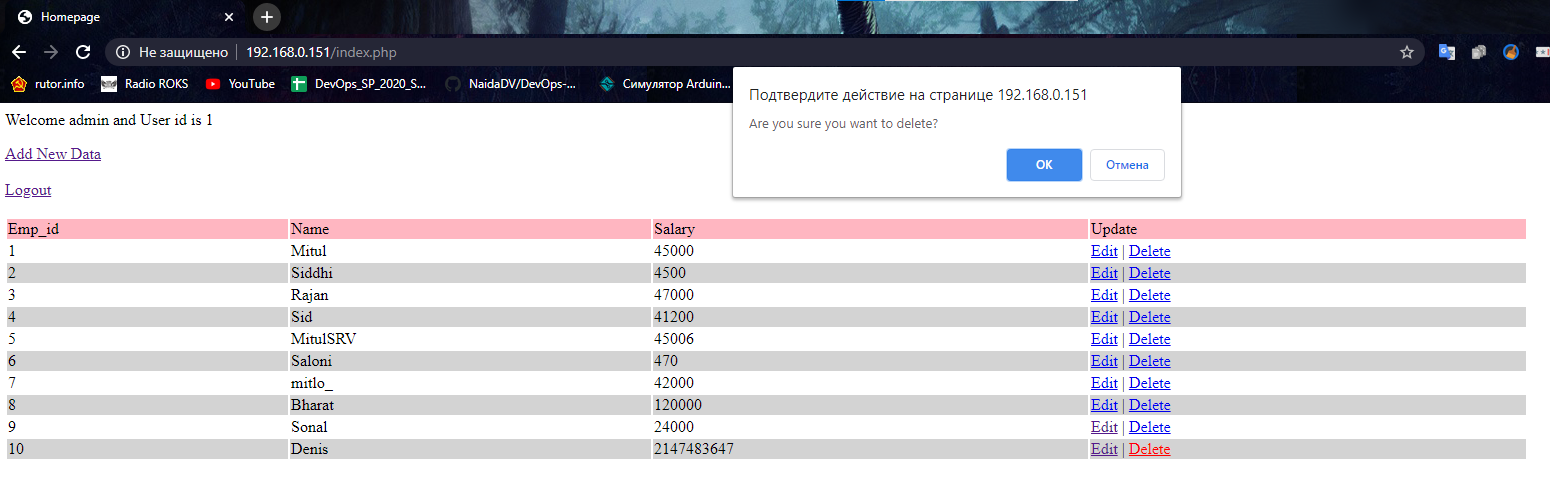 Homepage
Не защищено 192.168.0.151/index.php
rutor.info Radio ROKS YouTube DevOps_SP_2020_S... NaidaDV/DevOps-... Симулятор Arduin...
Подтвердите действие на странице 192.168.0.151
Are you sure you want to delete?
ОК Отмена
Welcome admin and User id is 1
Add New Data
Logout
Emp_id Name Salary Update
1 Mitul 45000 Edit | Delete
2 Siddhi 4500 Edit | Delete
3 Rajan 47000 Edit | Delete
4 Sid 41200 Edit | Delete
5 MitulSRV 45006 Edit | Delete
6 Saloni 470 Edit | Delete
7 mitlo_ 42000 Edit | Delete
8 Bharat 120000 Edit | Delete
9 Sonal 24000 Edit | Delete
10 Denis 2147483647 Edit | Delete